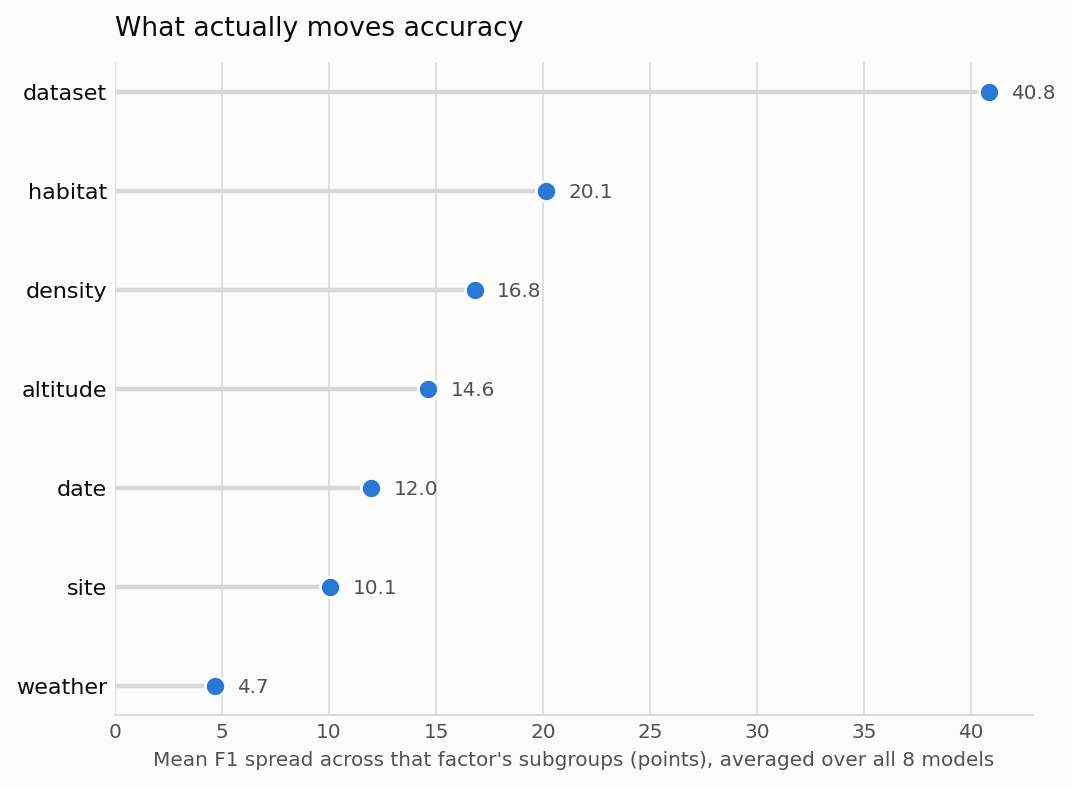 What actually moves accuracy
dataset 40.8
habitat 20.1
density 16.8
altitude 14.6
date 12.0
site 10.1
weather 4.7
0 5 10 15 20 25 30 35 40
Mean F1 spread across that factor's subgroups (points), averaged over all 8 models